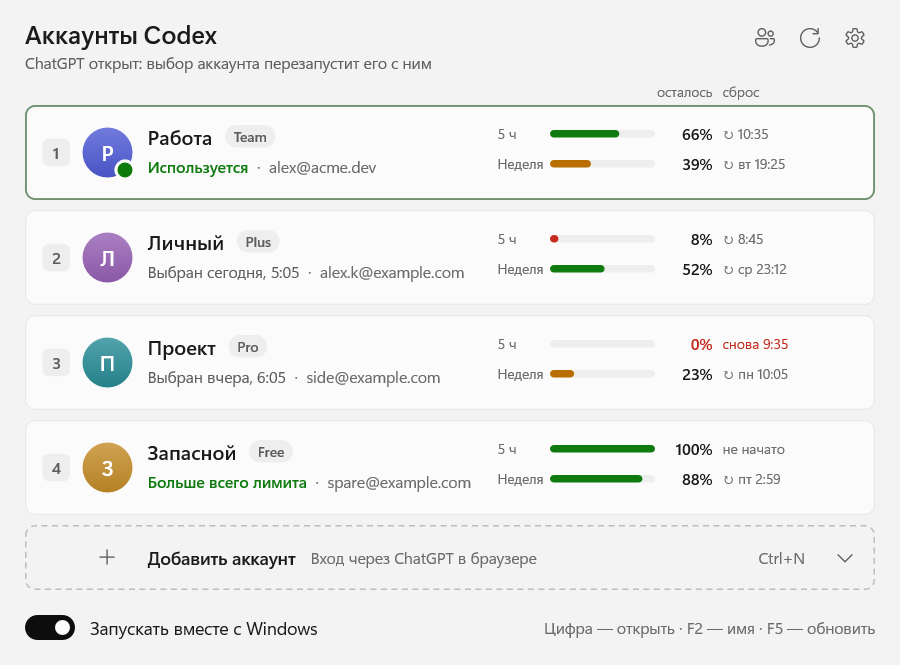 Аккаунты Codex
ChatGPT открыт: выбор аккаунта перезапустит его с ним
осталось сброс
1 Р Работа Team 5 ч 66% ↻ 10:35
Используется · alex@acme.dev Неделя 39% ↻ вт 19:25
2 Л Личный Plus 5 ч 8% ↻ 8:45
Выбран сегодня, 5:05 · alex.k@example.com Неделя 52% ↻ ср 23:12
3 П Проект Pro 5 ч 0% снова 9:35
Выбран вчера, 6:05 · side@example.com Неделя 23% ↻ пн 10:05
4 З Запасной Free 5 ч 100% не начато
Больше всего лимита · spare@example.com Неделя 88% ↻ пт 2:59
+ Добавить аккаунт Вход через ChatGPT в браузере Ctrl+N
Запускать вместе с Windows Цифра — открыть · F2 — имя · F5 — обновить